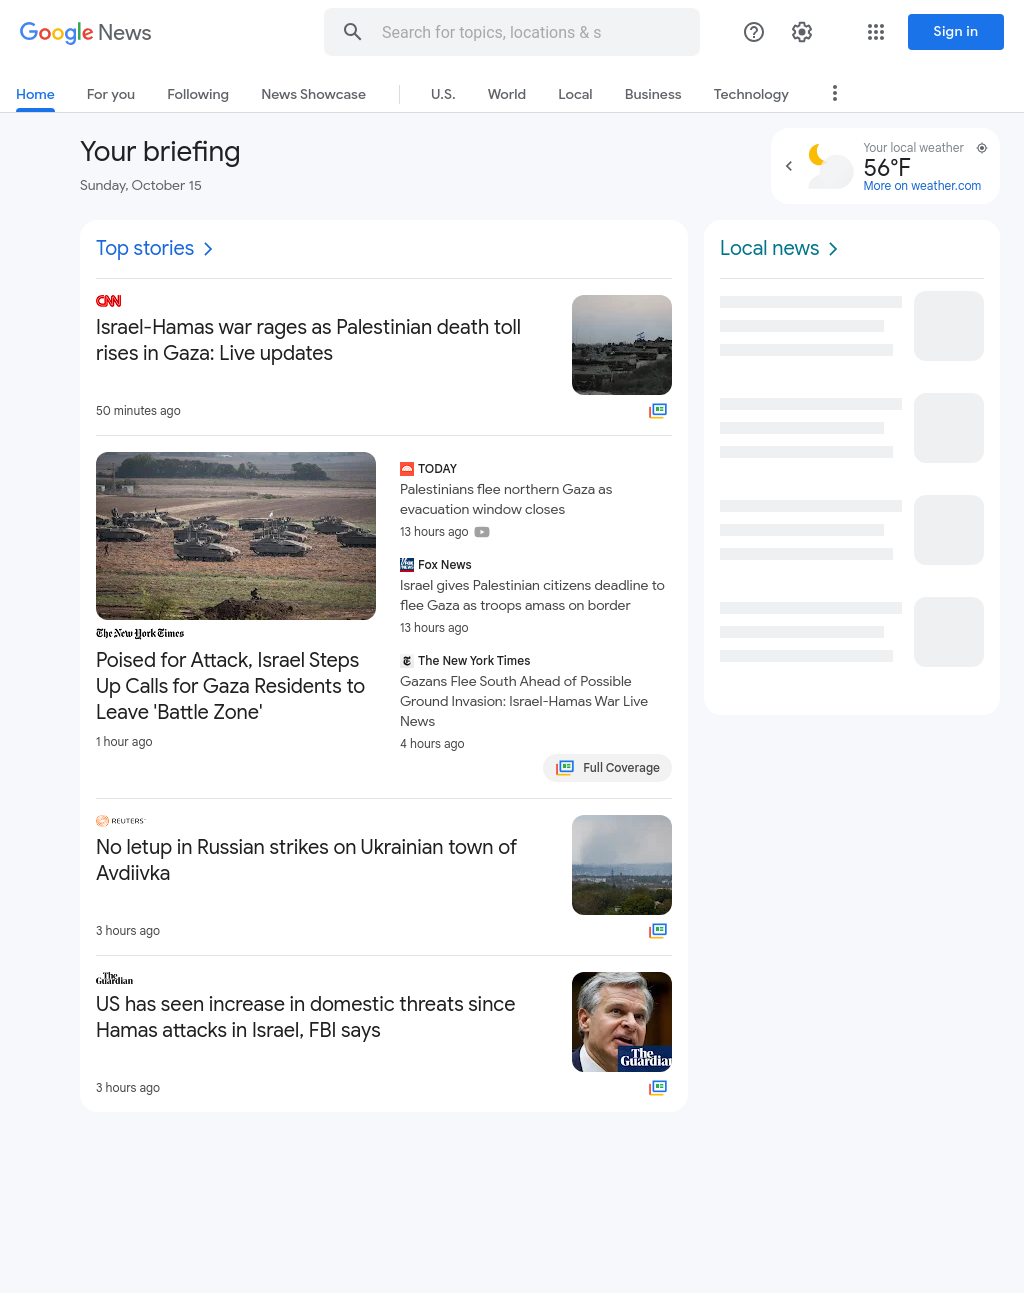 Google News
Search for topics, locations & s
Sign in
Home
For you
Following
News Showcase
U.S.
World
Local
Business
Technology
Your briefing
Sunday, October 15
Your local weather
56°F
More on weather.com
Top stories
CNN
Israel-Hamas war rages as Palestinian death toll
rises in Gaza: Live updates
50 minutes ago
The New York Times
Poised for Attack, Israel Steps
Up Calls for Gaza Residents to
Leave 'Battle Zone'
1 hour ago
TODAY
Palestinians flee northern Gaza as
evacuation window closes
13 hours ago
Fox News
Israel gives Palestinian citizens deadline to
flee Gaza as troops amass on border
13 hours ago
The New York Times
Gazans Flee South Ahead of Possible
Ground Invasion: Israel-Hamas War Live
News
4 hours ago
Full Coverage
REUTERS
No letup in Russian strikes on Ukrainian town of
Avdiivka
3 hours ago
The
Guardian
US has seen increase in domestic threats since
Hamas attacks in Israel, FBI says
The
Guardian
3 hours ago
Local news